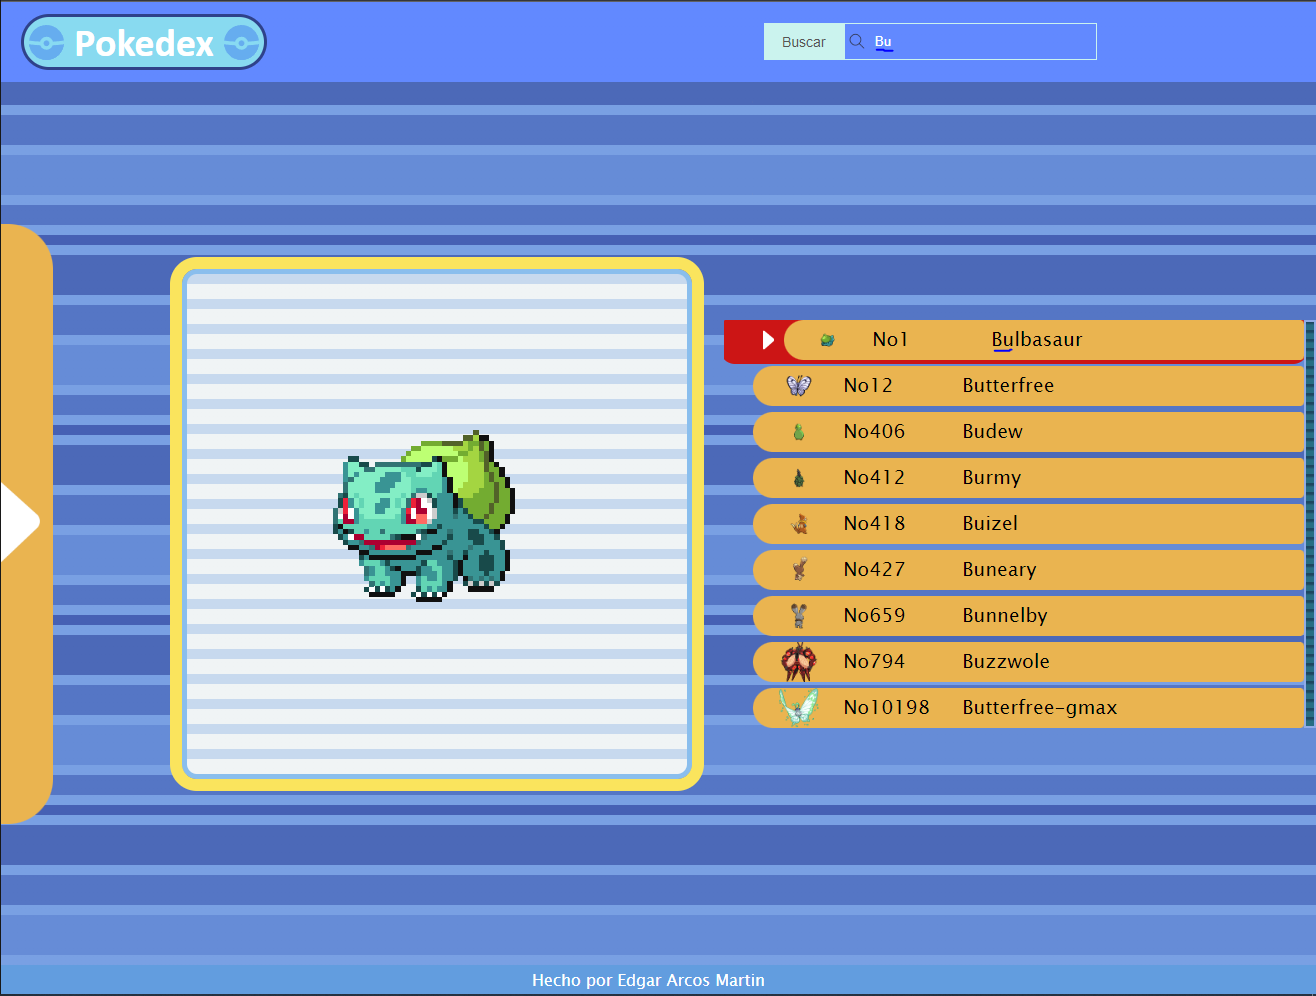 Pokedex
Buscar Bu
No1 Bulbasaur
No12 Butterfree
No406 Budew
No412 Burmy
No418 Buizel
No427 Buneary
No659 Bunnelby
No794 Buzzwole
No10198 Butterfree-gmax
Hecho por Edgar Arcos Martin